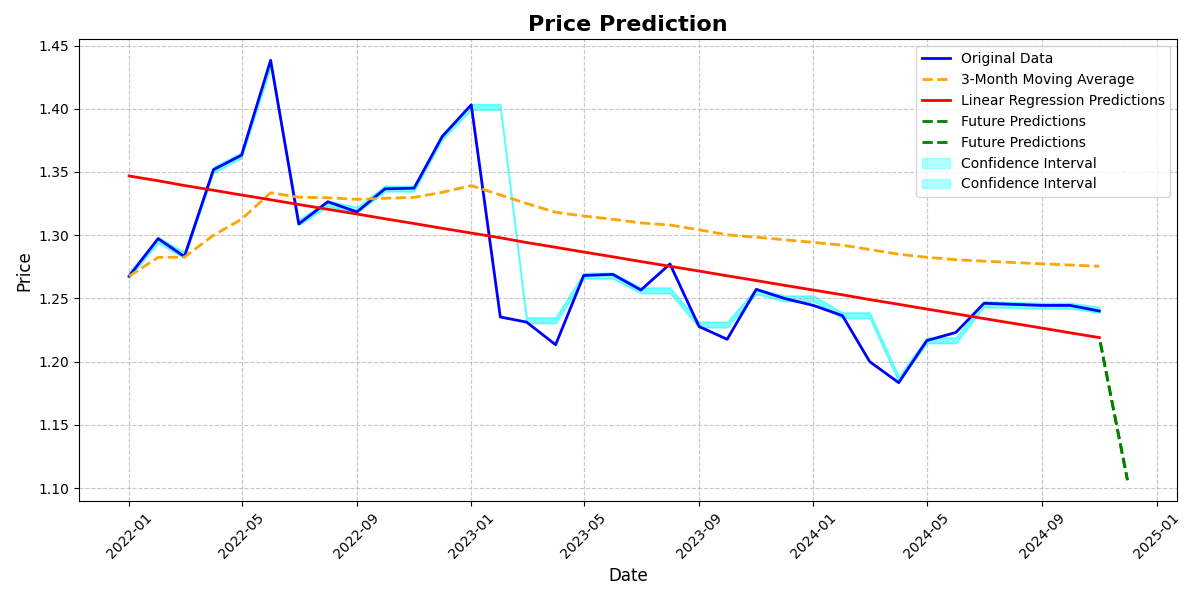 Price Prediction
1.45
1.40
1.35
1.30
1.25
1.20
1.15
1.10
Price
Original Data
3-Month Moving Average
Linear Regression Predictions
Future Predictions
Future Predictions
Confidence Interval
Confidence Interval
2022-01
2022-05
2022-09
2023-01
2023-05
2023-09
2024-01
2024-05
2024-09
2025-01
Date